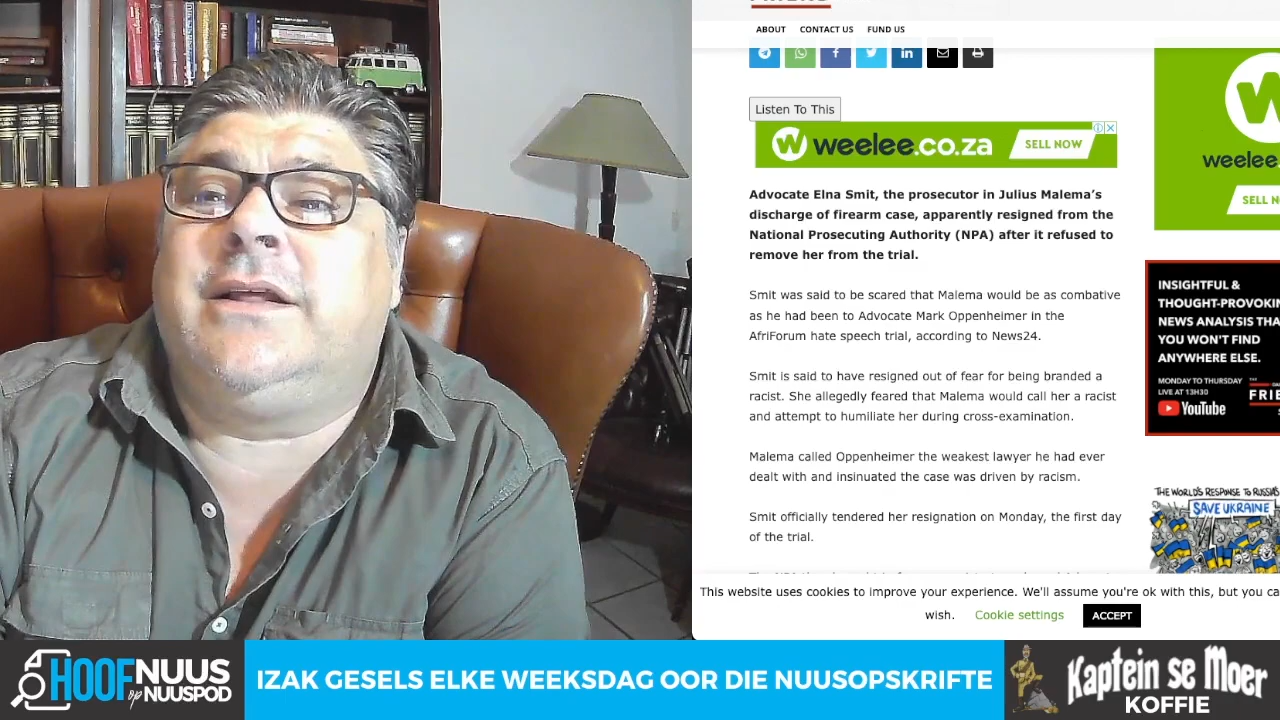 ABOUT CONTACT US FUND US
Listen To This
weelee.co.za SELL NOW
Advocate Elna Smit, the prosecutor in Julius Malema's
discharge of firearm case, apparently resigned from the
National Prosecuting Authority (NPA) after it refused to
remove her from the trial.
Smit was said to be scared that Malema would be as combative
as he had been to Advocate Mark Oppenheimer in the
AfriForum hate speech trial, according to News24.
Smit is said to have resigned out of fear for being branded a
racist. She allegedly feared that Malema would call her a racist
and attempt to humiliate her during cross-examination.
Malema called Oppenheimer the weakest lawyer he had ever
dealt with and insinuated the case was driven by racism.
Smit officially tendered her resignation on Monday, the first day
of the trial.
weelee
SELL N
INSIGHTFUL &
THOUGHT-PROVOKIN
NEWS ANALYSIS THA
YOU WON'T FIND
ANYWHERE ELSE.
MONDAY TO THURSDAY
LIVE AT 13H30
YouTube
FRIE
THE WORLD'S RESPONSE TO RUSSIA'S
SAVE UKRAINE
This website uses cookies to improve your experience. We'll assume you're ok with this, but you ca
wish. Cookie settings ACCEPT
HOOFNUUS
op NUUSPOD
IZAK GESELS ELKE WEEKSDAG OOR DIE NUUSOPSKRIFTE
Kaptein se Moer
KOFFIE